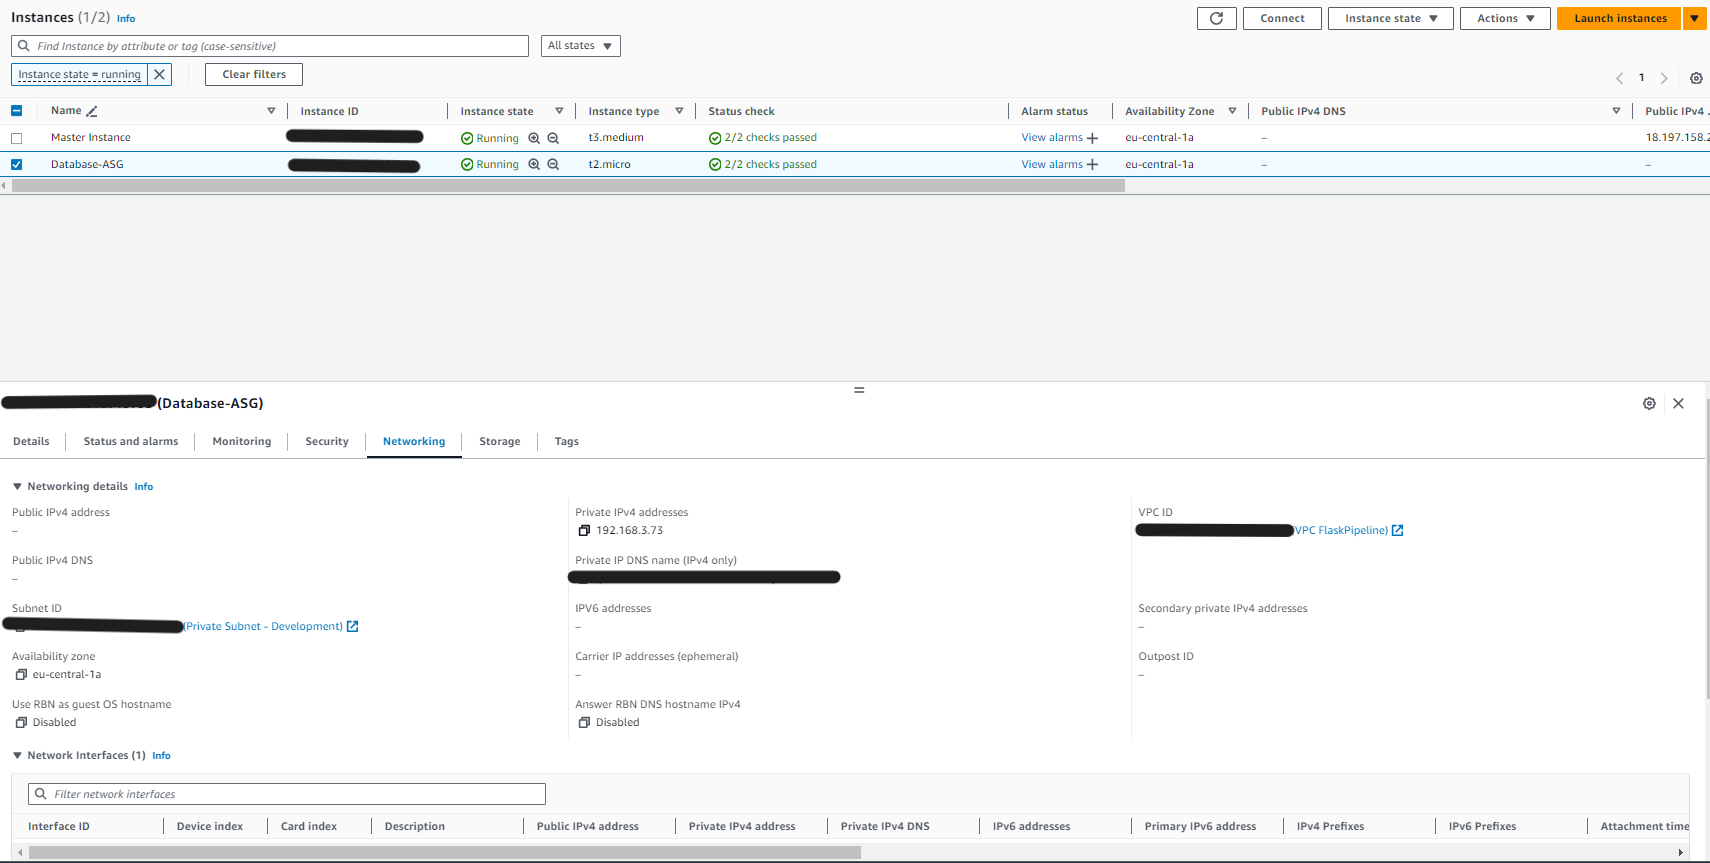 Instances (1/2) Info
Connect
Instance state
Actions
Launch instances
Find Instance by attribute or tag (case-sensitive)
All states
Instance state = running
Clear filters
1
Name
Instance ID
Instance state
Instance type
Status check
Alarm status
Availability Zone
Public IPv4 DNS
Public IPv4 ...
Master Instance
Running
t3.medium
2/2 checks passed
View alarms +
eu-central-1a
–
18.197.158.2
Database-ASG
Running
t2.micro
2/2 checks passed
View alarms +
eu-central-1a
–
–
(Database-ASG)
Details
Status and alarms
Monitoring
Security
Networking
Storage
Tags
Networking details Info
Public IPv4 address
–
Private IPv4 addresses
192.168.3.73
VPC ID
VPC FlaskPipeline)
Public IPv4 DNS
–
Private IP DNS name (IPv4 only)
Subnet ID
(Private Subnet - Development)
IPV6 addresses
–
Secondary private IPv4 addresses
–
Availability zone
eu-central-1a
Carrier IP addresses (ephemeral)
–
Outpost ID
–
Use RBN as guest OS hostname
Disabled
Answer RBN DNS hostname IPv4
Disabled
Network Interfaces (1) Info
Filter network interfaces
Interface ID
Device index
Card index
Description
Public IPv4 address
Private IPv4 address
Private IPv4 DNS
IPv6 addresses
Primary IPv6 address
IPv4 Prefixes
IPv6 Prefixes
Attachment time